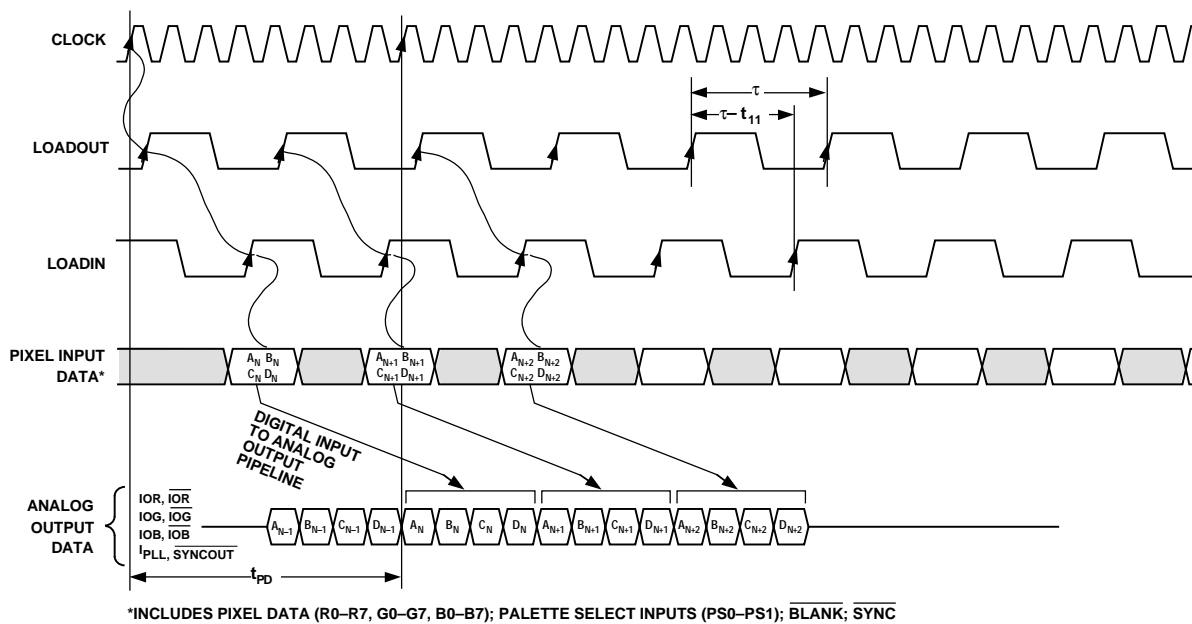 CLOCK
τ
τ– t11
LOADOUT
LOADIN
PIXEL INPUT
DATA*
AN BN
CN DN
AN+1 BN+1
CN+1 DN+1
AN+2 BN+2
CN+2 DN+2
DIGITAL INPUT
TO ANALOG
OUTPUT
PIPELINE
ANALOG
OUTPUT
DATA
IOR, IOR
IOG, IOG
IOB, IOB
IPLL, SYNCOUT
AN–1 BN–1 CN–1 DN–1 AN BN CN DN AN+1 BN+1 CN+1 DN+1 AN+2 BN+2 CN+2 DN+2
tPD
*INCLUDES PIXEL DATA (R0–R7, G0–G7, B0–B7); PALETTE SELECT INPUTS (PS0–PS1); BLANK; SYNC